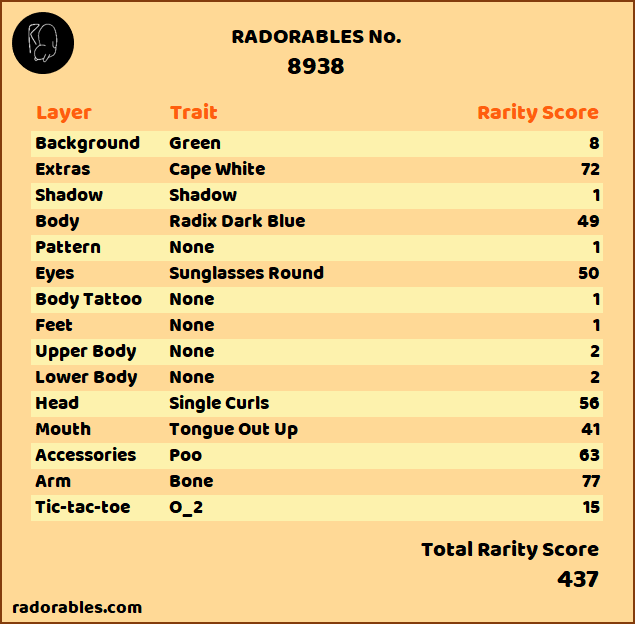 RADORABLES No.
8938
Layer Trait Rarity Score
Background Green 8
Extras Cape White 72
Shadow Shadow 1
Body Radix Dark Blue 49
Pattern None 1
Eyes Sunglasses Round 50
Body Tattoo None 1
Feet None 1
Upper Body None 2
Lower Body None 2
Head Single Curls 56
Mouth Tongue Out Up 41
Accessories Poo 63
Arm Bone 77
Tic-tac-toe O_2 15
Total Rarity Score
437
radorables.com